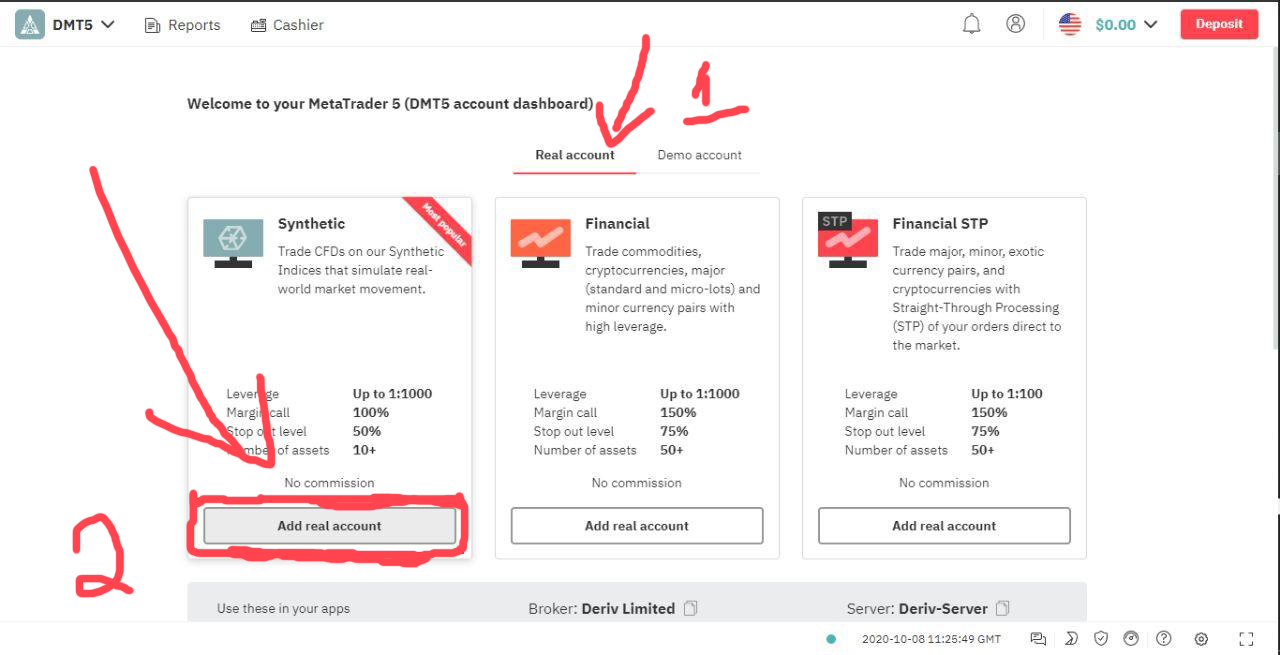 DMT5 Reports Cashier $0.00 Deposit
Welcome to your MetaTrader 5 (DMT5 account dashboard)
1
Real account Demo account
Most popular
Synthetic
Trade CFDs on our Synthetic
Indices that simulate real-
world market movement.
Leverage Up to 1:1000
Margin call 100%
Stop out level 50%
Number of assets 10+
No commission
Add real account
Financial
Trade commodities,
cryptocurrencies, major
(standard and micro-lots) and
minor currency pairs with
high leverage.
Leverage Up to 1:1000
Margin call 150%
Stop out level 75%
Number of assets 50+
No commission
Add real account
STP
Financial STP
Trade major, minor, exotic
currency pairs, and
cryptocurrencies with
Straight-Through Processing
(STP) of your orders direct to
the market.
Leverage Up to 1:100
Margin call 150%
Stop out level 75%
Number of assets 50+
No commission
Add real account
2
Use these in your apps Broker: Deriv Limited Server: Deriv-Server
2020-10-08 11:25:49 GMT